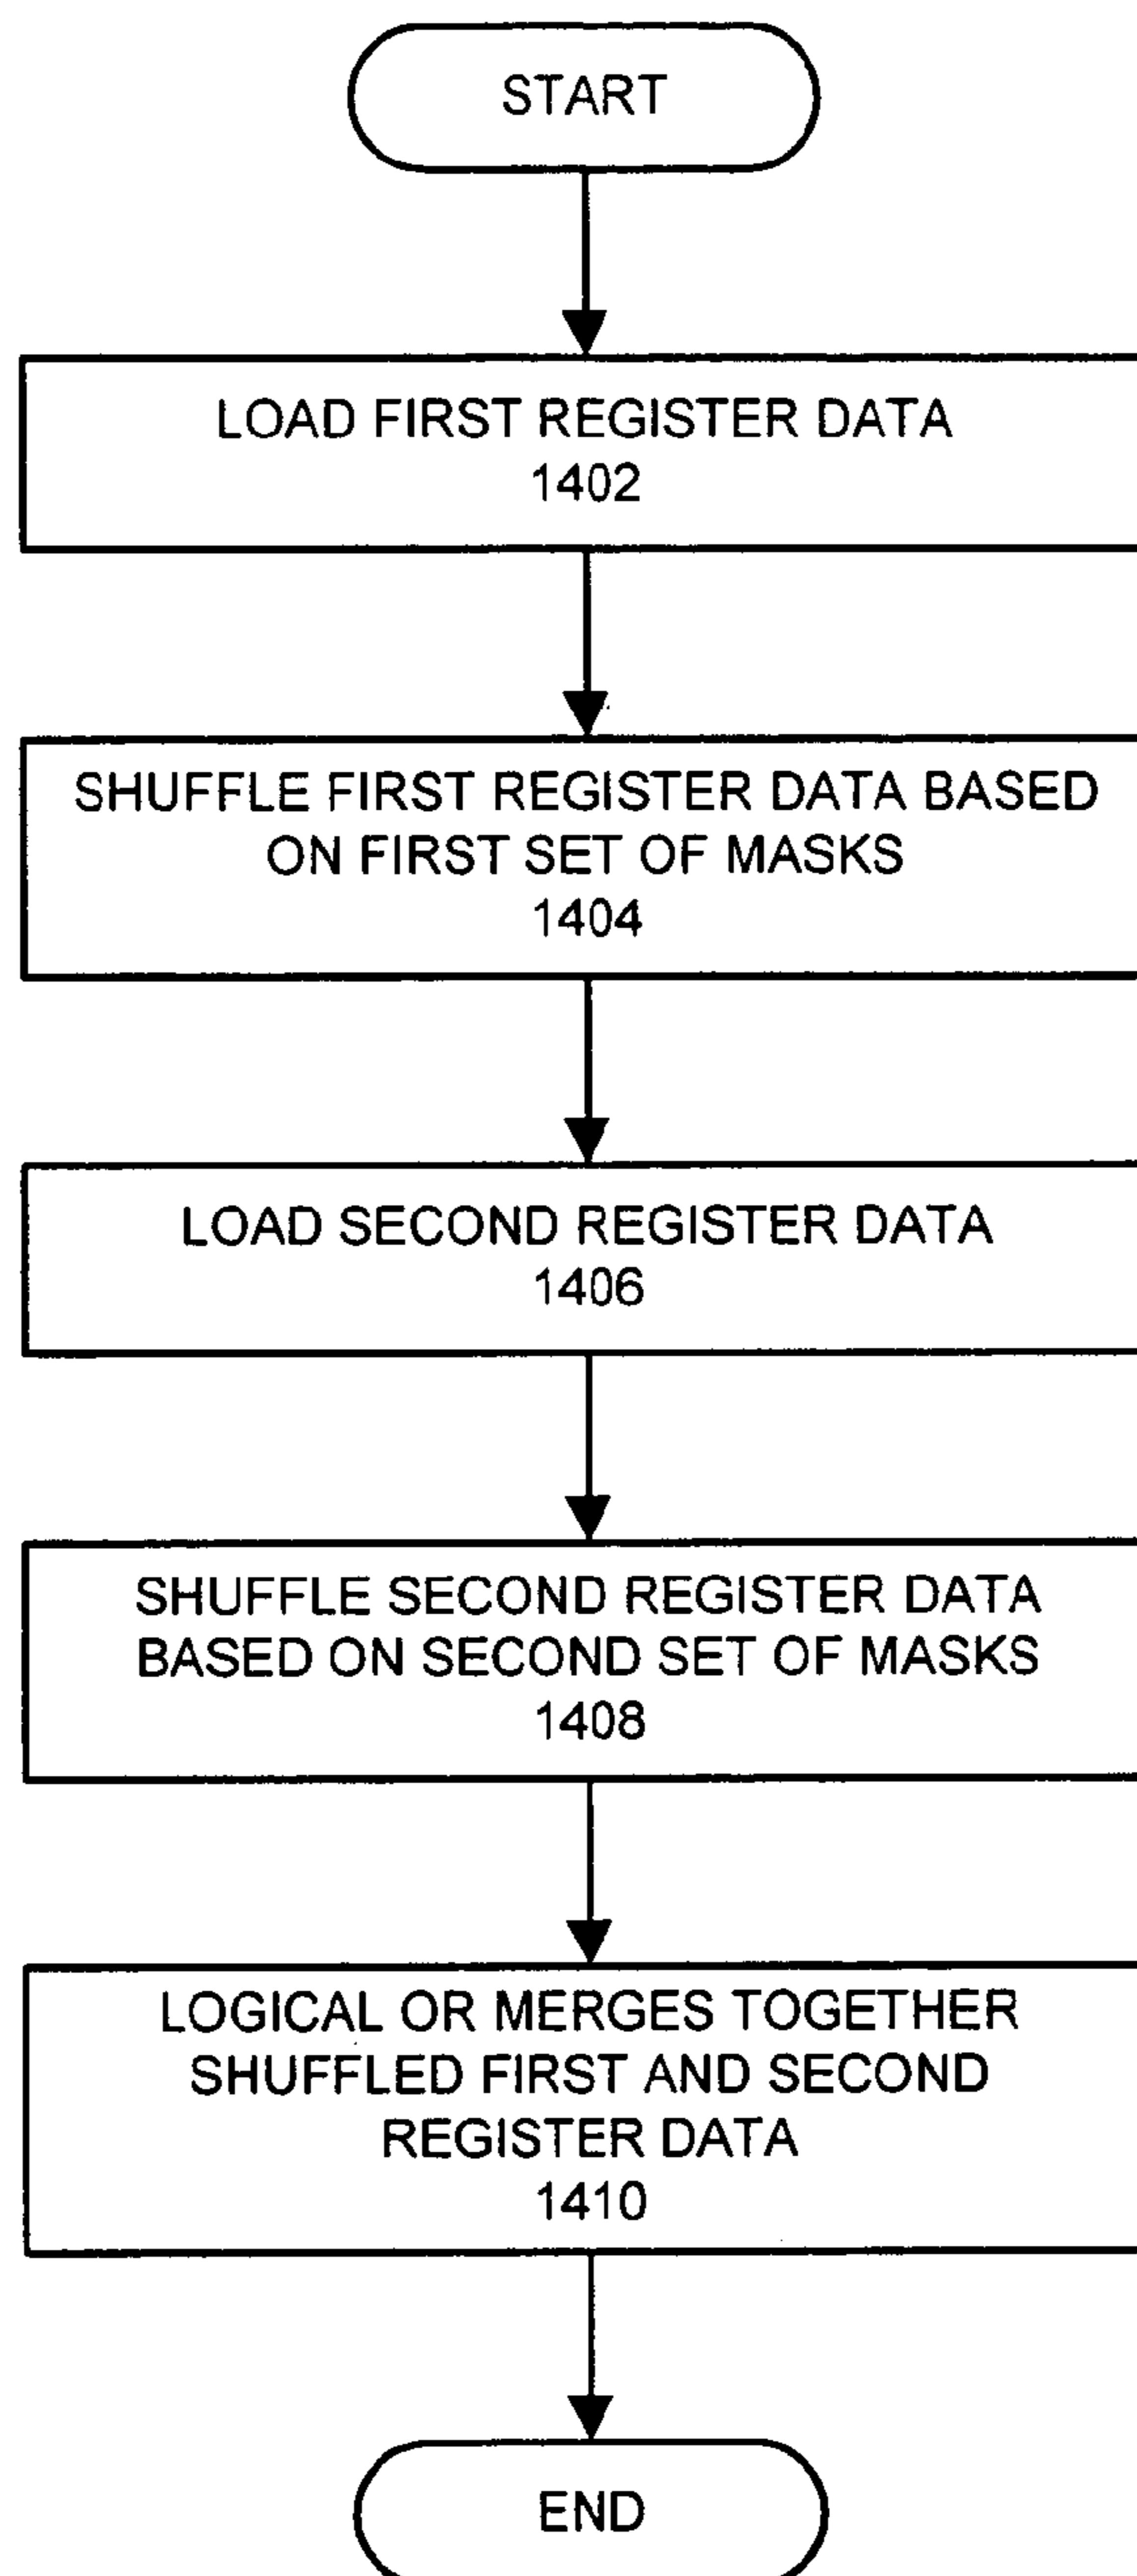 START
LOAD FIRST REGISTER DATA
1402
SHUFFLE FIRST REGISTER DATA BASED
ON FIRST SET OF MASKS
1404
LOAD SECOND REGISTER DATA
1406
SHUFFLE SECOND REGISTER DATA
BASED ON SECOND SET OF MASKS
1408
LOGICAL OR MERGES TOGETHER
SHUFFLED FIRST AND SECOND
REGISTER DATA
1410
END